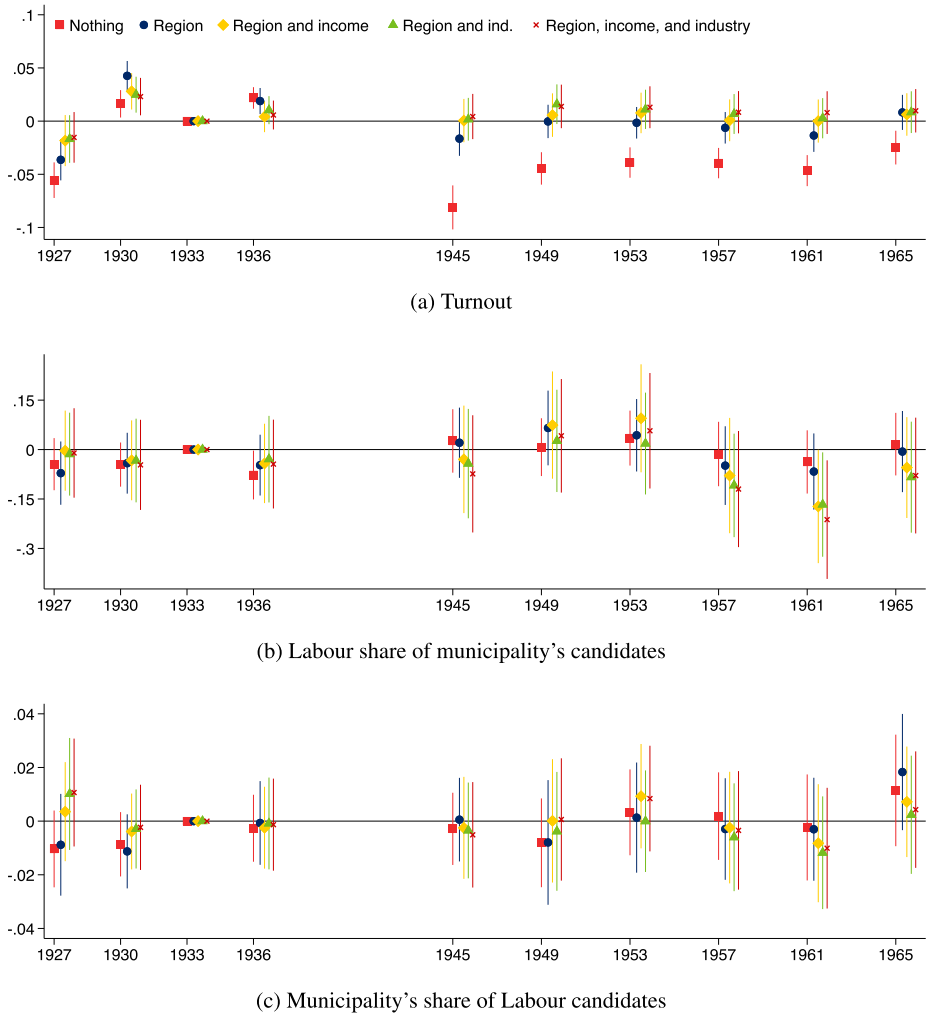 .1
Nothing Region Region and income Region and ind. Region, income, and industry
.05
0
-.05
-.1
1927 1930 1933 1936 1945 1949 1953 1957 1961 1965
(a) Turnout
.15
0
-.15
-.3
1927 1930 1933 1936 1945 1949 1953 1957 1961 1965
(b) Labour share of municipality's candidates
.04
.02
0
-.02
-.04
1927 1930 1933 1936 1945 1949 1953 1957 1961 1965
(c) Municipality's share of Labour candidates